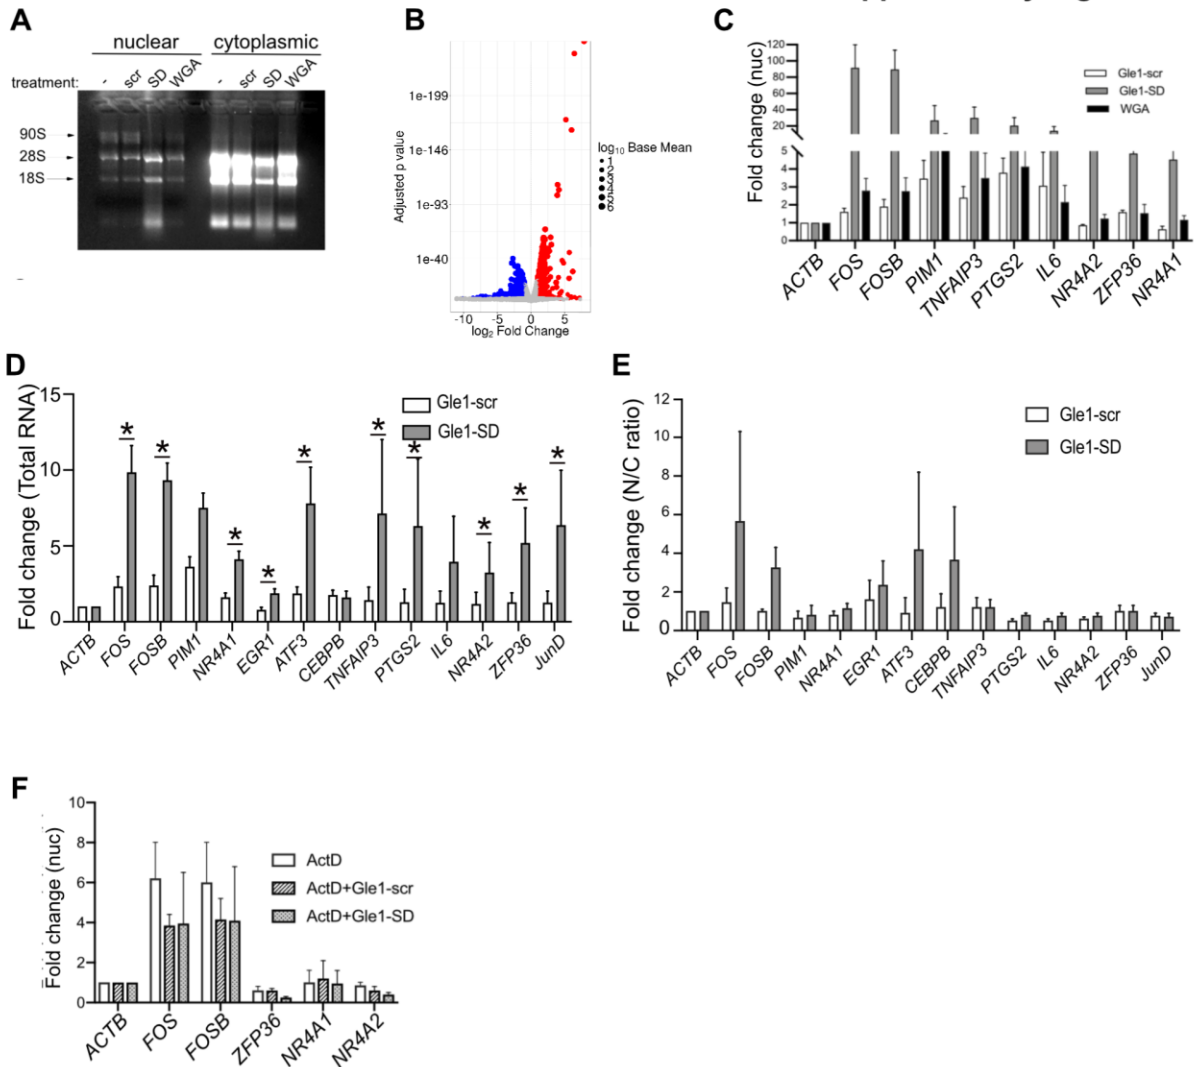 A
nuclear cytoplasmic
treatment: - scr SD WGA - scr SD WGA
90S
28S
18S
B
Adjusted p value
1e-199
1e-146
1e-93
1e-40
-10 -5 0 5
log2 Fold Change
log10 Base Mean
1
2
3
4
5
6
C
Fold change (nuc)
120
100
80
60
40
20
5
4
3
2
1
0
Gle1-scr
Gle1-SD
WGA
ACTB FOS FOSB PIM1 TNFAIP3 PTGS2 IL6 NR4A2 ZFP36 NR4A1
D
Fold change (Total RNA)
15
10
5
0
Gle1-scr
Gle1-SD
* * * * * * * * * *
ACTB FOS FOSB PIM1 NR4A1 EGR1 ATF3 CEBPB TNFAIP3 PTGS2 IL6 NR4A2 ZFP36 JunD
E
Fold change (N/C ratio)
12
10
8
6
4
2
0
Gle1-scr
Gle1-SD
ACTB FOS FOSB PIM1 NR4A1 EGR1 ATF3 CEBPB TNFAIP3 PTGS2 IL6 NR4A2 ZFP36 JunD
F
Fold change (nuc)
10
8
6
4
2
0
ActD
ActD+Gle1-scr
ActD+Gle1-SD
ACTB FOS FOSB ZFP36 NR4A1 NR4A2